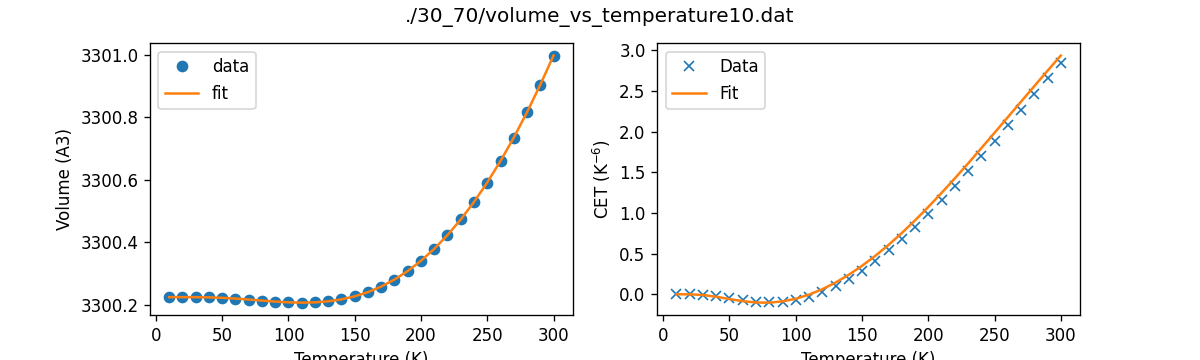 ./30_70/volume_vs_temperature10.dat
data
fit
3301.0
3300.8
3300.6
3300.4
3300.2
Volume (A3)
0 50 100 150 200 250 300
Temperature (K)
Data
Fit
3.0
2.5
2.0
1.5
1.0
0.5
0.0
CET (K⁻⁶)
0 50 100 150 200 250 300
Temperature (K)